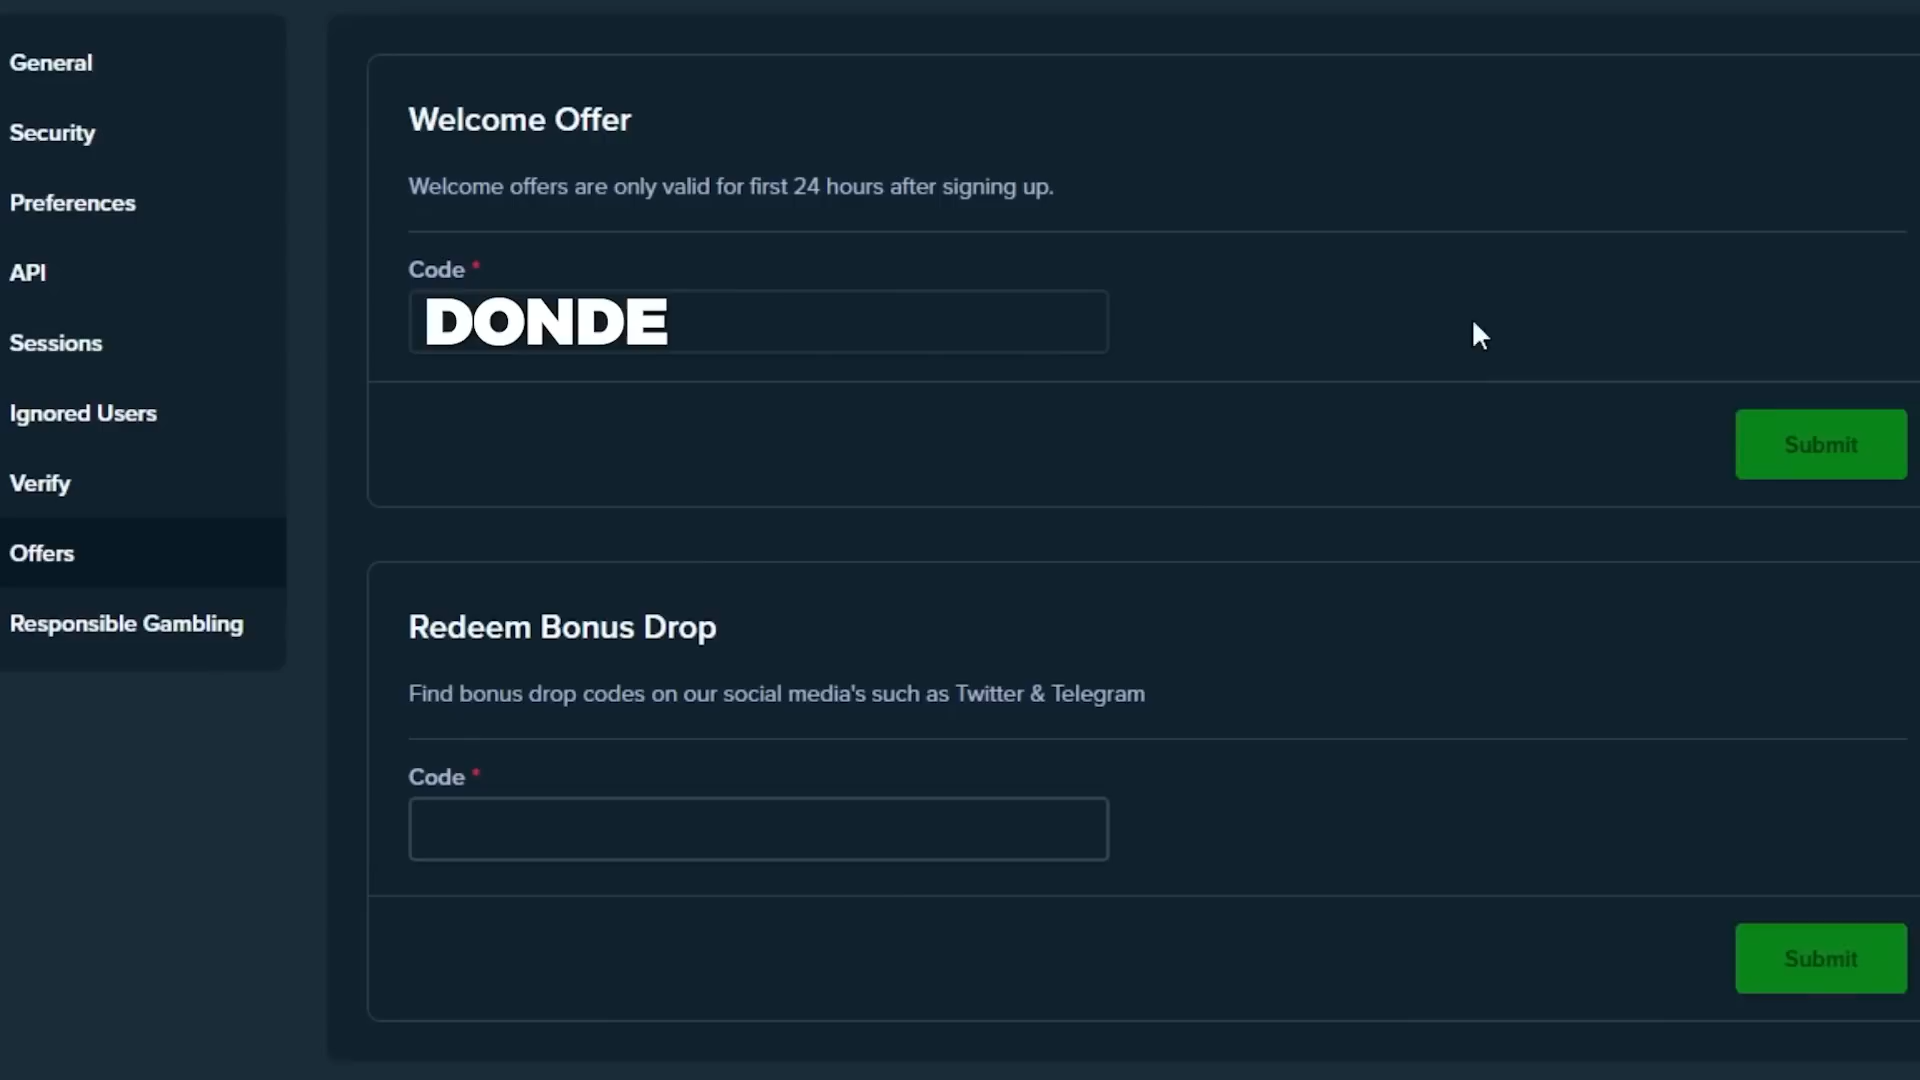 General
Security
Preferences
API
Sessions
Ignored Users
Verify
Offers
Responsible Gambling
Welcome Offer
Welcome offers are only valid for first 24 hours after signing up.
Code *
DONDE
Submit
Redeem Bonus Drop
Find bonus drop codes on our social media's such as Twitter & Telegram
Code *
Submit